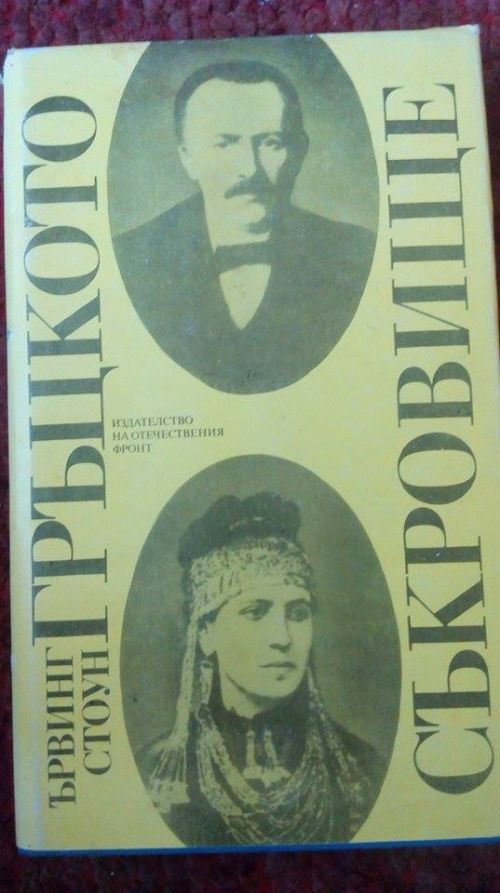 ЪРВИНГ
СТОУН
ГРЪЦКОТО
СЪКРОВИЩЕ
ИЗДАТЕЛСТВО
НА ОТЕЧЕСТВЕНИЯ
ФРОНТ